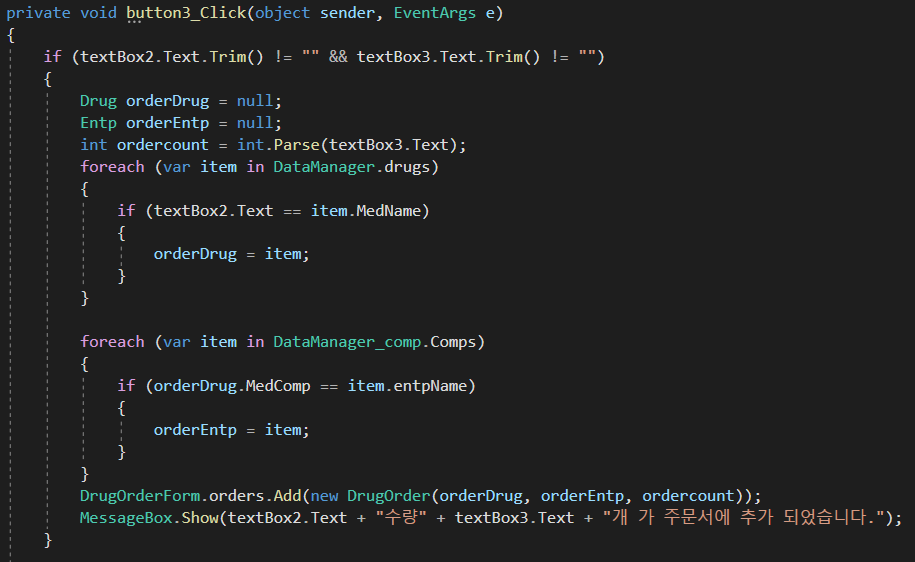 private void button3_Click(object sender, EventArgs e)
{
    if (textBox2.Text.Trim() != "" && textBox3.Text.Trim() != "")
    {
        Drug orderDrug = null;
        Entp orderEntp = null;
        int ordercount = int.Parse(textBox3.Text);
        foreach (var item in DataManager.drugs)
        {
            if (textBox2.Text == item.MedName)
            {
                orderDrug = item;
            }
        }

        foreach (var item in DataManager_comp.Comps)
        {
            if (orderDrug.MedComp == item.entpName)
            {
                orderEntp = item;
            }
        }
        DrugOrderForm.orders.Add(new DrugOrder(orderDrug, orderEntp, ordercount));
        MessageBox.Show(textBox2.Text + "수량" + textBox3.Text + "개 가 주문서에 추가 되었습니다.");
    }